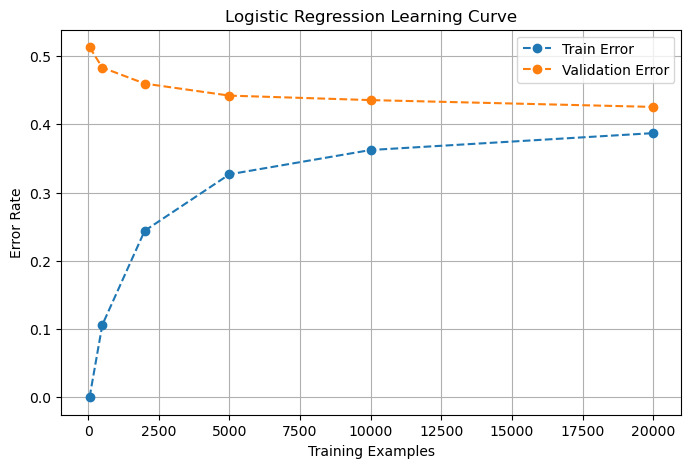 Logistic Regression Learning Curve
Train Error
Validation Error
Error Rate
0.5
0.4
0.3
0.2
0.1
0.0
0 2500 5000 7500 10000 12500 15000 17500 20000
Training Examples